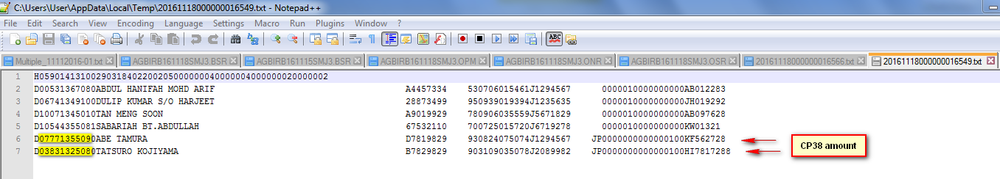 C:\Users\User\AppData\Local\Temp\20161118000000016549.txt - Notepad++
File Edit Search View Encoding Language Settings Macro Run Plugins Window ?
ABC
Multiple_11112016-01.txt AGBIRB161118SMJ3.BSR AGBIRB161115SMJ3.BSR AGBIRB161118SMJ3.OPM AGBIRB161118SMJ3.ONR AGBIRB161118SMJ3.OSR 20161118000000016566.txt 20161118000000016549.txt
1 H05901413100290318402200205000000040000004000000020000002
2 D00531367080ABDUL HANIFAH MOHD ARIF A4457334 530706015461J1294567 0000010000000000AB012283
3 D06741349100DULIP KUMAR S/O HARJEET 28873499 950939019394J1235635 0000010000000000JH019292
4 D10071345010TAN MENG SOON A9019929 780906035559J5671829 0000010000000000AB097628
5 D10544355081SABARIAH BT.ABDULLAH 67532110 700725015720J6719278 0000010000000000KW01321
6 D07771355090ABE TAMURA D7819829 930824075074J1294567 JP0000000000000100KF562728
7 D03831325080TATSURO KOJIYAMA B7829829 903109035078J2089982 JP0000000000000100HI7817288
CP38 amount